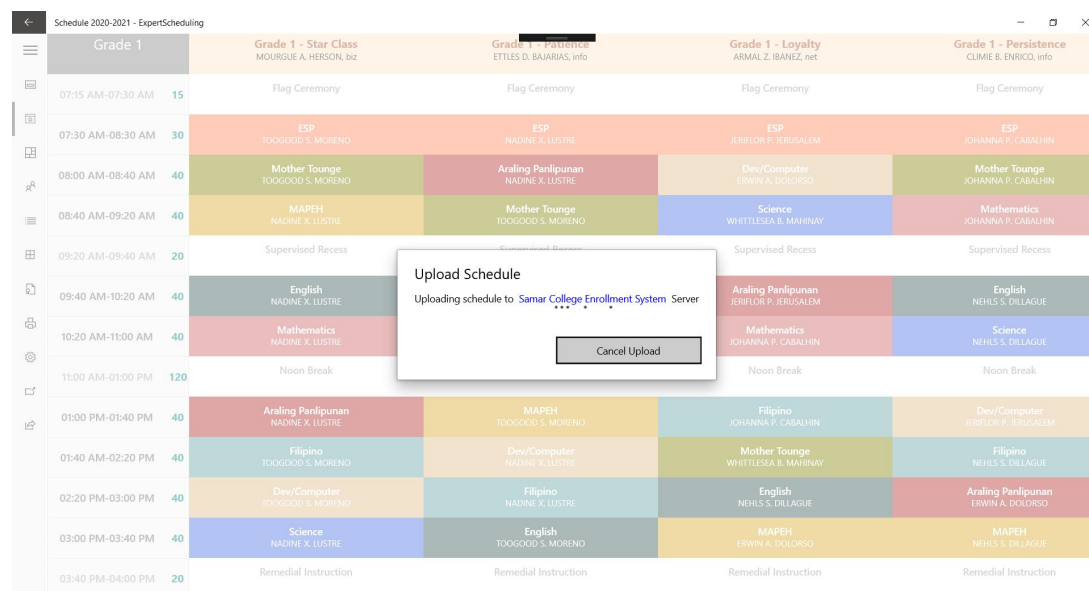 Schedule 2020-2021 - ExpertScheduling
Grade 1
Grade 1 - Star Class
MOURGUE A. HERSON, biz
Grade 1 - Patience
ETTLES D. BAJARIAS, info
Grade 1 - Loyalty
ARMAL Z. IBANEZ, net
Grade 1 - Persistence
CLIMIE B. ENRICO, info
07:15 AM-07:30 AM 15
Flag Ceremony
Flag Ceremony
Flag Ceremony
Flag Ceremony
07:30 AM-08:30 AM 30
ESP
TOOGOOD S. MORENO
ESP
NADINE X. LUSTRE
ESP
JERIFLOR P. JERUSALEM
ESP
JOHANNA P. CABALHIN
08:00 AM-08:40 AM 40
Mother Tounge
TOOGOOD S. MORENO
Araling Panlipunan
NADINE X. LUSTRE
Dev/Computer
ERWIN A. DOLORSO
Mother Tounge
JOHANNA P. CABALHIN
08:40 AM-09:20 AM 40
MAPEH
NADINE X. LUSTRE
Mother Tounge
TOOGOOD S. MORENO
Science
WHITTLESEA B. MAHINAY
Mathematics
JOHANNA P. CABALHIN
09:20 AM-09:40 AM 20
Supervised Recess
Supervised Recess
Supervised Recess
Supervised Recess
Upload Schedule
Uploading schedule to Samar College Enrollment System Server
Cancel Upload
09:40 AM-10:20 AM 40
English
NADINE X. LUSTRE
Araling Panlipunan
JERIFLOR P. JERUSALEM
English
NEHLS S. DILLAGUE
10:20 AM-11:00 AM 40
Mathematics
NADINE X. LUSTRE
Mathematics
JOHANNA P. CABALHIN
Science
NEHLS S. DILLAGUE
11:00 AM-01:00 PM 120
Noon Break
Noon Break
Noon Break
01:00 PM-01:40 PM 40
Araling Panlipunan
NADINE X. LUSTRE
MAPEH
TOOGOOD S. MORENO
Filipino
JOHANNA P. CABALHIN
Dev/Computer
JERIFLOR P. JERUSALEM
01:40 PM-02:20 PM 40
Filipino
TOOGOOD S. MORENO
Dev/Computer
NADINE X. LUSTRE
Mother Tounge
WHITTLESEA B. MAHINAY
Filipino
NEHLS S. DILLAGUE
02:20 PM-03:00 PM 40
Dev/Computer
TOOGOOD S. MORENO
Filipino
NADINE X. LUSTRE
English
NEHLS S. DILLAGUE
Araling Panlipunan
ERWIN A. DOLORSO
03:00 PM-03:40 PM 40
Science
NADINE X. LUSTRE
English
TOOGOOD S. MORENO
MAPEH
ERWIN A. DOLORSO
MAPEH
NEHLS S. DILLAGUE
03:40 PM-04:00 PM 20
Remedial Instruction
Remedial Instruction
Remedial Instruction
Remedial Instruction